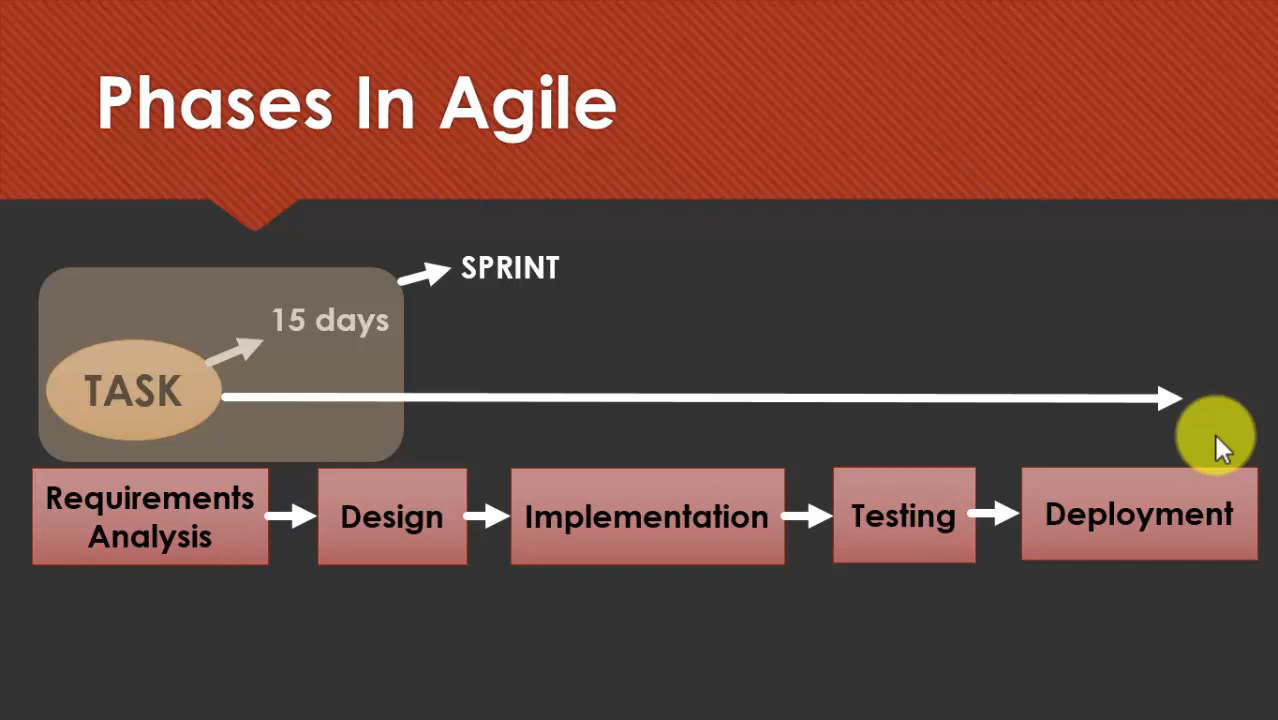 Phases In Agile
SPRINT
15 days
TASK
Requirements
Analysis
Design
Implementation
Testing
Deployment